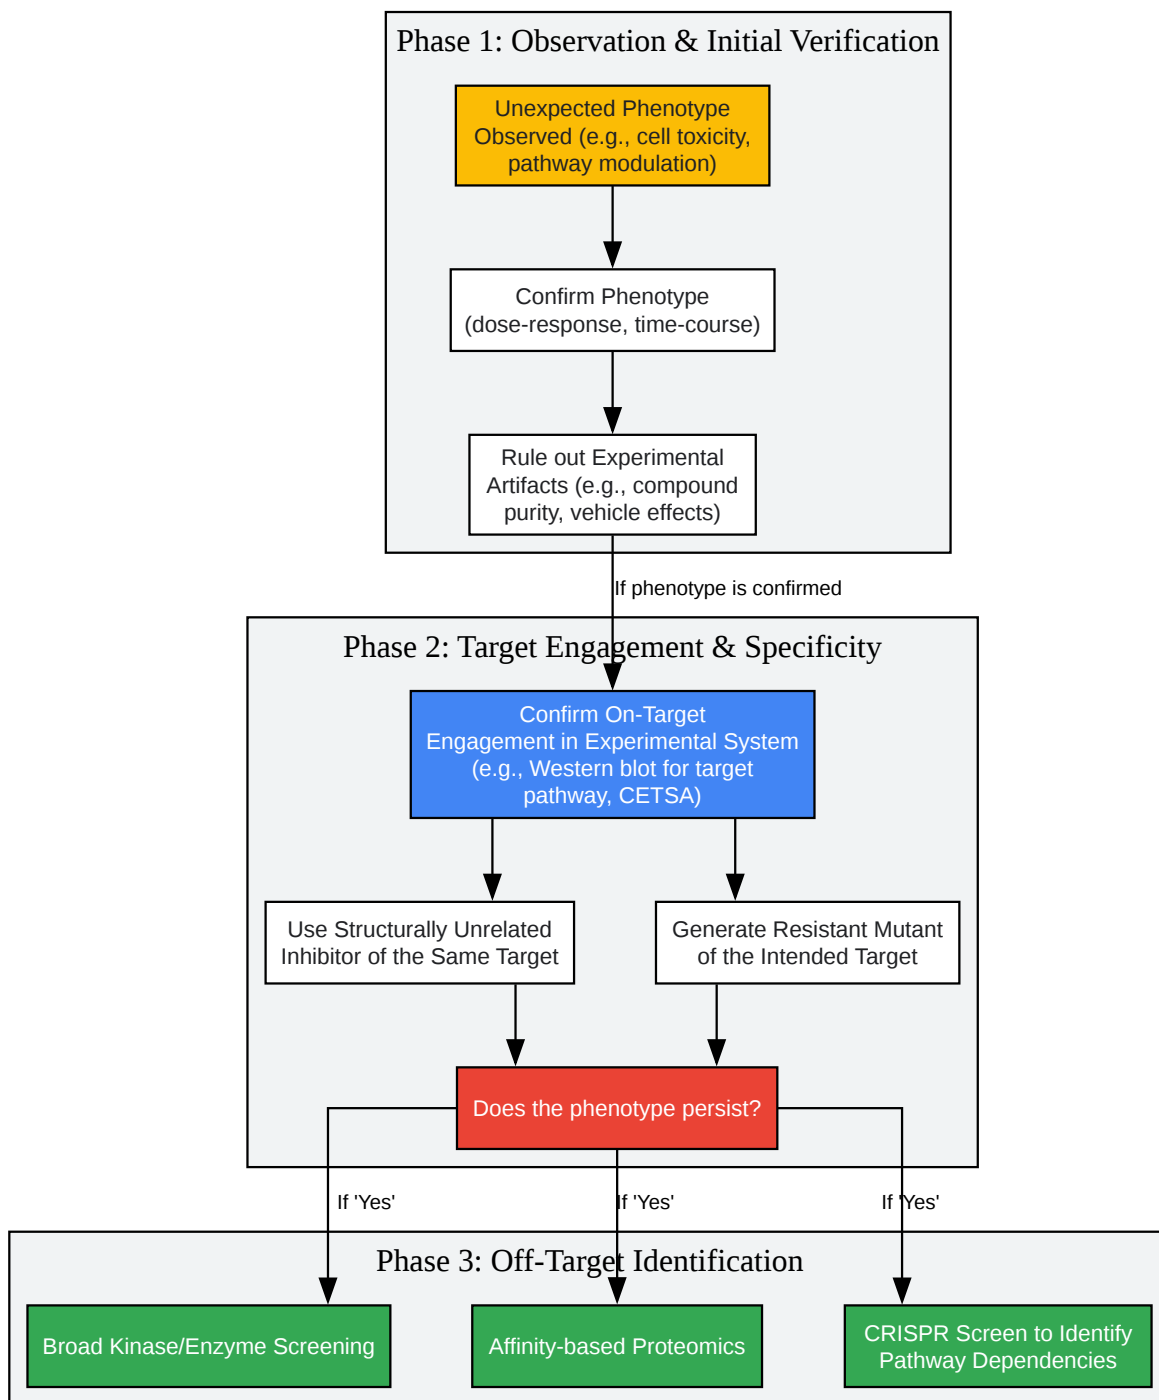 Phase 1: Observation & Initial Verification
Unexpected Phenotype
Observed (e.g., cell toxicity,
pathway modulation)
Confirm Phenotype
(dose-response, time-course)
Rule out Experimental
Artifacts (e.g., compound
purity, vehicle effects)
If phenotype is confirmed
Phase 2: Target Engagement & Specificity
Confirm On-Target
Engagement in Experimental System
(e.g., Western blot for target
pathway, CETSA)
Use Structurally Unrelated
Inhibitor of the Same Target
Generate Resistant Mutant
of the Intended Target
Does the phenotype persist?
If 'Yes'
If 'Yes'
If 'Yes'
Phase 3: Off-Target Identification
Broad Kinase/Enzyme Screening
Affinity-based Proteomics
CRISPR Screen to Identify
Pathway Dependencies